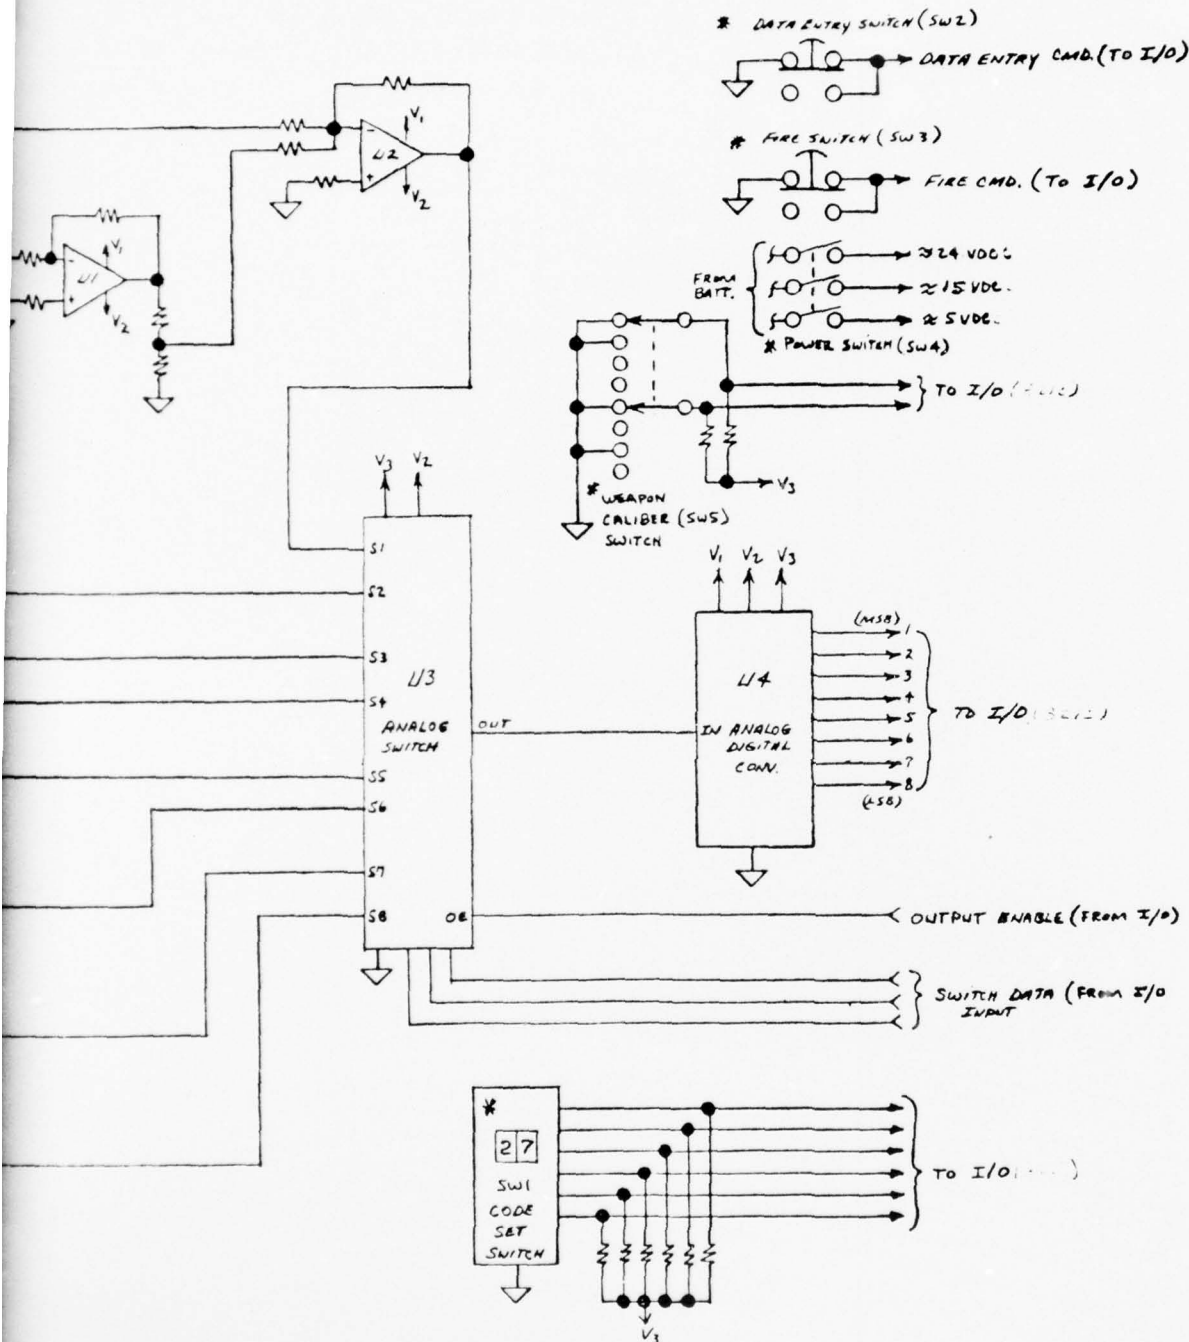 * DATA ENTRY SWITCH (SW2)
DATA ENTRY CMD. (TO I/O)
* FIRE SWITCH (SW3)
FIRE CMD. (TO I/O)
V1
-
U2
+
V2
V1
-
U1
+
V2
FROM
BATT.
≈24 VDC.
≈15 VDC.
≈5 VDC.
* POWER SWITCH (SW4)
TO I/O
V3
* WEAPON
CALIBER (SW5)
SWITCH
V3 V2
S1
S2
S3
S4
S5
S6
S7
S8
U3
ANALOG
SWITCH
OUT
OE
V1 V2 V3
U4
IN ANALOG
DIGITAL
CONV.
(MSB)
1
2
3
4
5
6
7
8
(LSB)
TO I/O
OUTPUT ENABLE (FROM I/O)
SWITCH DATA (FROM I/O
INPUT
*
27
SW1
CODE
SET
SWITCH
TO I/O
V3